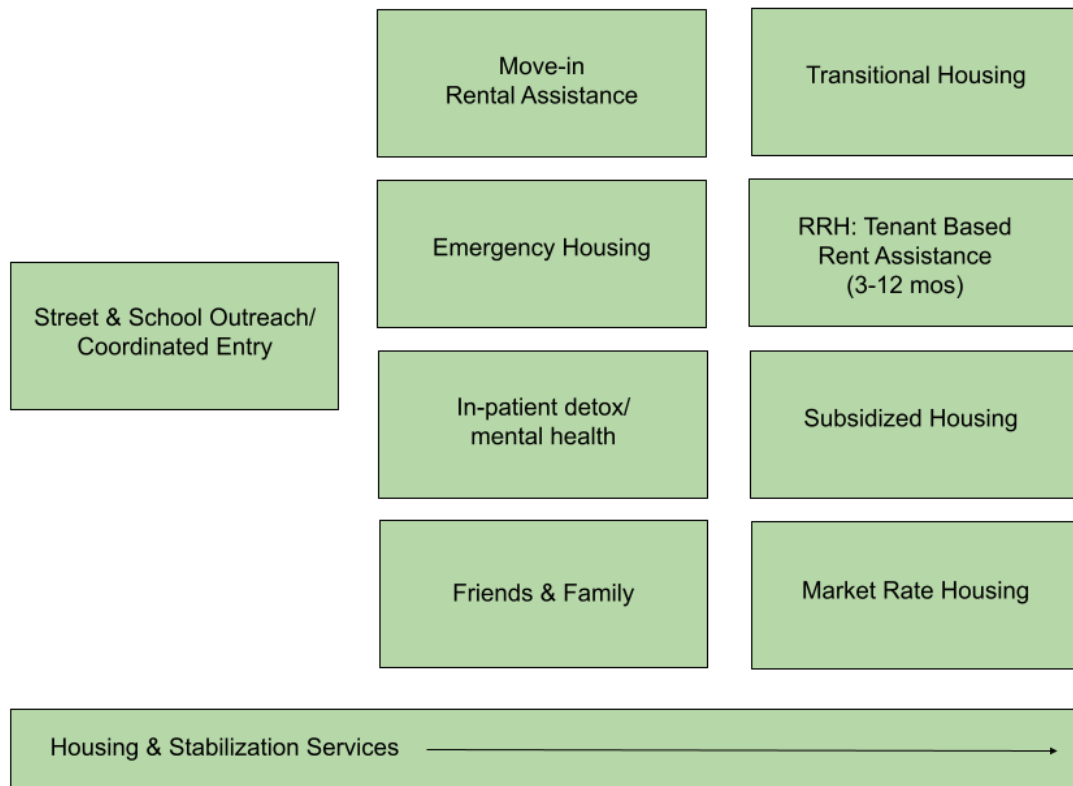 Street & School Outreach/
Coordinated Entry
Move-in
Rental Assistance
Emergency Housing
In-patient detox/
mental health
Friends & Family
Transitional Housing
RRH: Tenant Based
Rent Assistance
(3-12 mos)
Subsidized Housing
Market Rate Housing
Housing & Stabilization Services